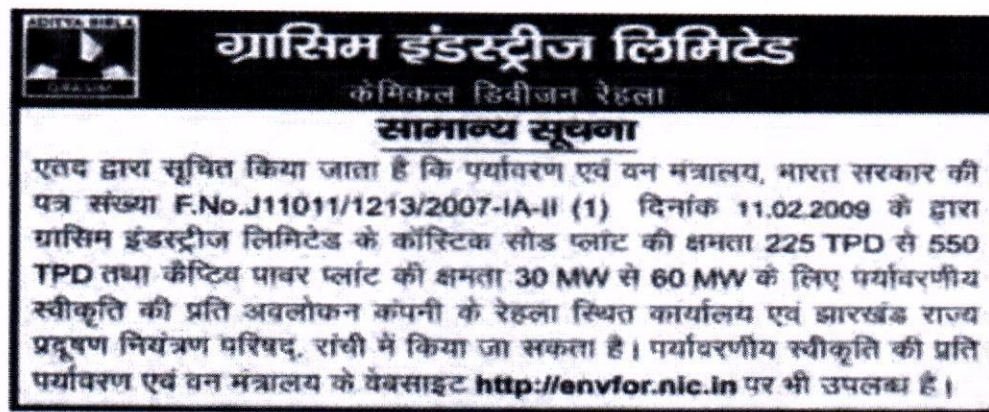 ADITYA BIRLA
GRASIM
ग्रासिम इंडस्ट्रीज लिमिटेड
केमिकल डिवीजन रेहला
सामान्य सूचना
एतद द्वारा सूचित किया जाता है कि पर्यावरण एवं वन मंत्रालय, भारत सरकार की
पत्र संख्या F.No.J11011/1213/2007-IA-II (1) दिनांक 11.02.2009 के द्वारा
ग्रासिम इंडस्ट्रीज लिमिटेड के कॉस्टिक सोड प्लांट की क्षमता 225 TPD से 550
TPD तथा कैप्टिव पावर प्लांट की क्षमता 30 MW से 60 MW के लिए पर्यावरणीय
स्वीकृति की प्रति अवलोकन कंपनी के रेहला स्थित कार्यालय एवं झारखंड राज्य
प्रदूषण नियंत्रण परिषद, रांची में किया जा सकता है। पर्यावरणीय स्वीकृति की प्रति
पर्यावरण एवं वन मंत्रालय के वेबसाइट http://envfor.nic.in पर भी उपलब्ध है।